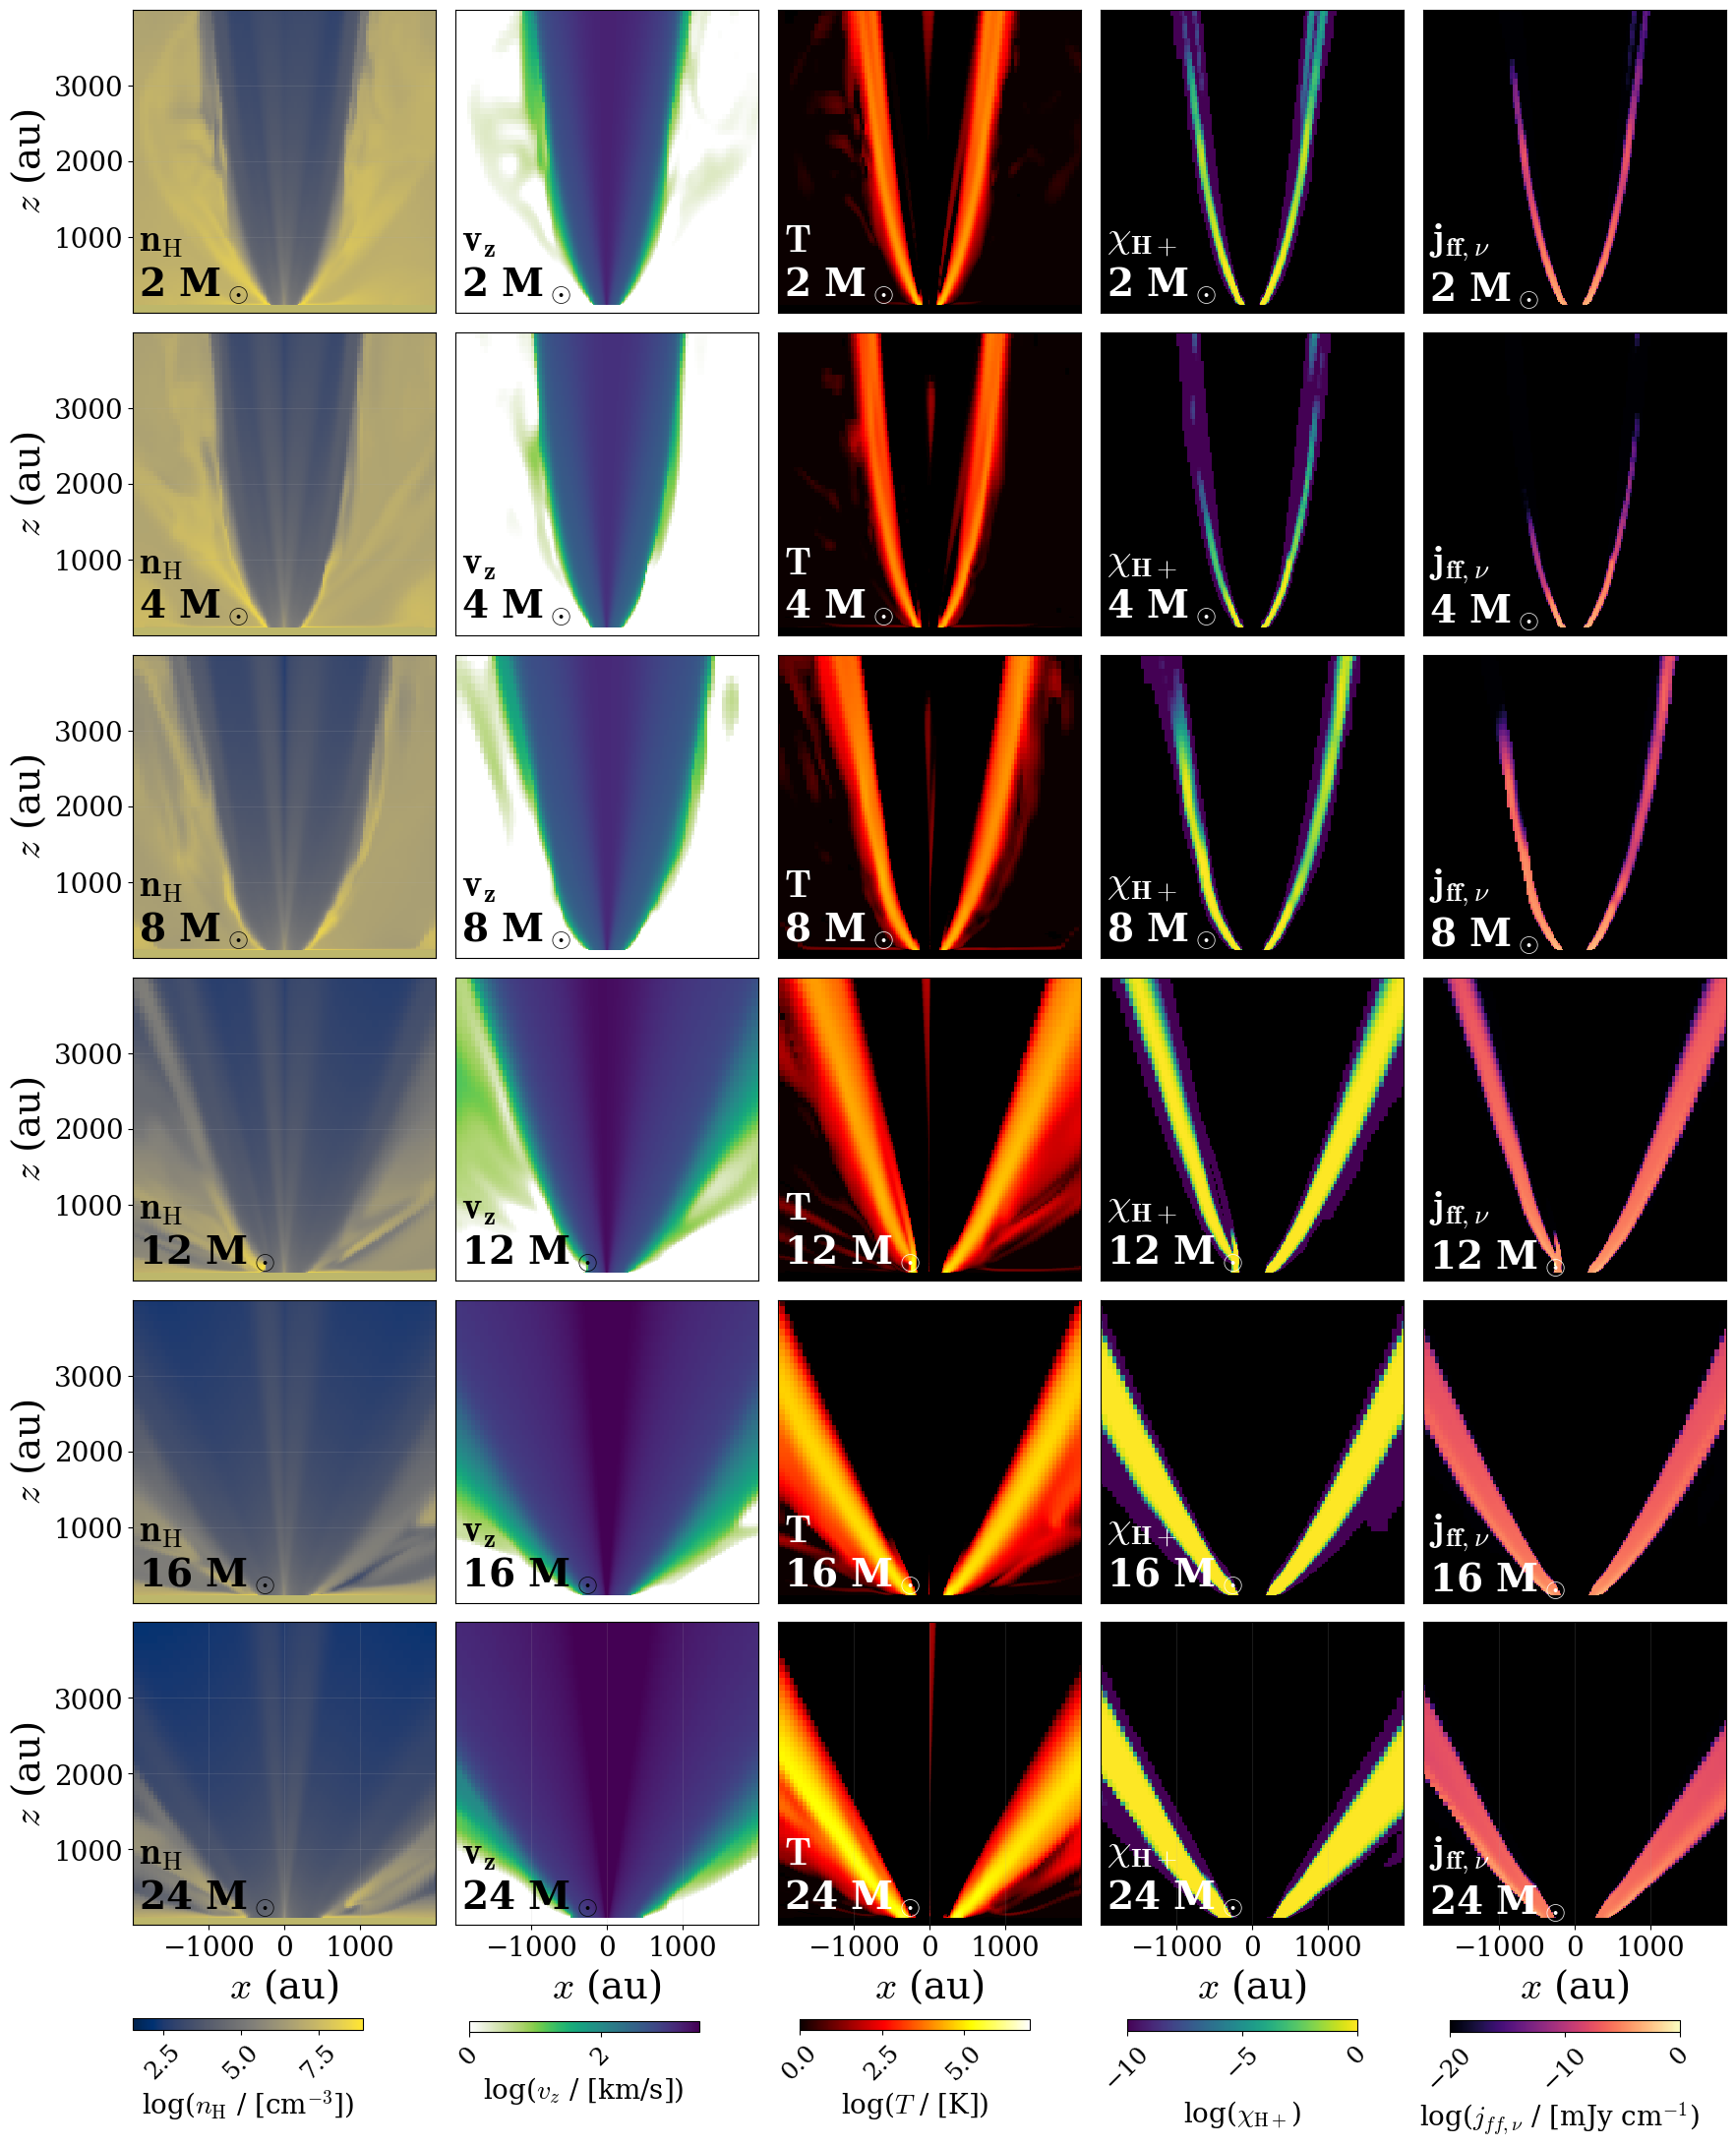 3000
2000
1000
z (au)
n_H
2 M⊙
v_z
2 M⊙
T
2 M⊙
χ_H+
2 M⊙
j_ff,ν
2 M⊙
3000
2000
1000
z (au)
n_H
4 M⊙
v_z
4 M⊙
T
4 M⊙
χ_H+
4 M⊙
j_ff,ν
4 M⊙
3000
2000
1000
z (au)
n_H
8 M⊙
v_z
8 M⊙
T
8 M⊙
χ_H+
8 M⊙
j_ff,ν
8 M⊙
3000
2000
1000
z (au)
n_H
12 M⊙
v_z
12 M⊙
T
12 M⊙
χ_H+
12 M⊙
j_ff,ν
12 M⊙
3000
2000
1000
z (au)
n_H
16 M⊙
v_z
16 M⊙
T
16 M⊙
χ_H+
16 M⊙
j_ff,ν
16 M⊙
3000
2000
1000
z (au)
n_H
24 M⊙
v_z
24 M⊙
T
24 M⊙
χ_H+
24 M⊙
j_ff,ν
24 M⊙
−1000 0 1000
−1000 0 1000
−1000 0 1000
−1000 0 1000
−1000 0 1000
x (au)
x (au)
x (au)
x (au)
x (au)
2.5 5.0 7.5
log(n_H / [cm⁻³])
0 2
log(v_z / [km/s])
0.0 2.5 5.0
log(T / [K])
−10 −5 0
log(χ_H+)
−20 −10 0
log(j_ff,ν / [mJy cm⁻¹)